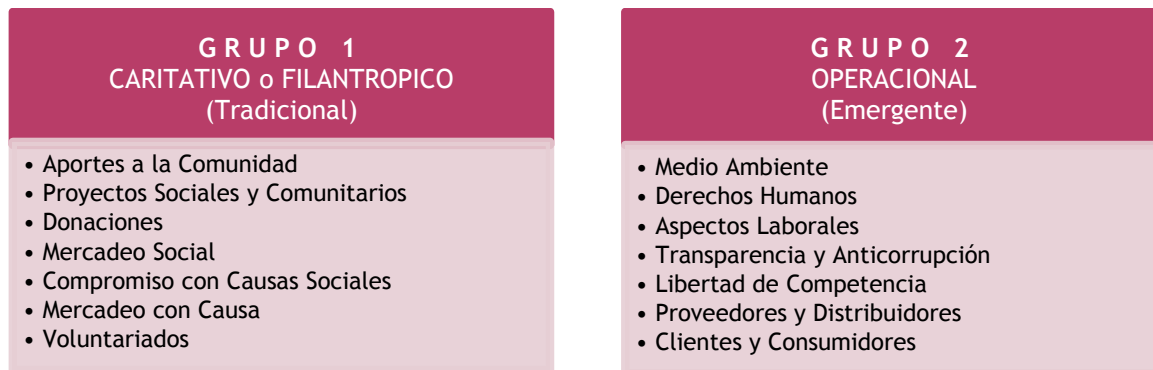 GRUPO 1
CARITATIVO o FILANTROPICO
(Tradicional)
• Aportes a la Comunidad
• Proyectos Sociales y Comunitarios
• Donaciones
• Mercadeo Social
• Compromiso con Causas Sociales
• Mercadeo con Causa
• Voluntariados
GRUPO 2
OPERACIONAL
(Emergente)
• Medio Ambiente
• Derechos Humanos
• Aspectos Laborales
• Transparencia y Anticorrupción
• Libertad de Competencia
• Proveedores y Distribuidores
• Clientes y Consumidores